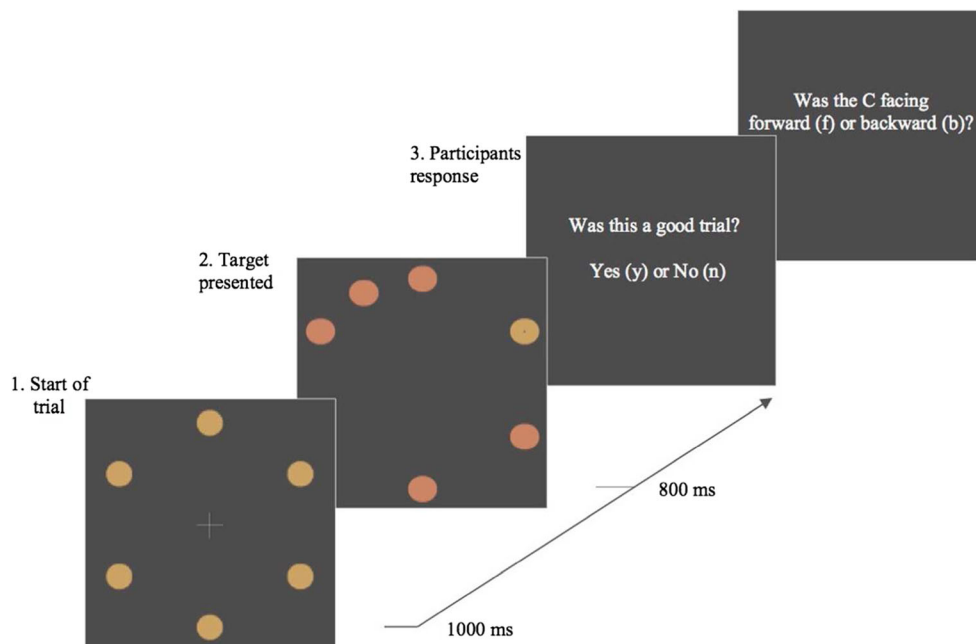 1. Start of
trial
2. Target
presented
3. Participants
response
Was this a good trial?
Yes (y) or No (n)
Was the C facing
forward (f) or backward (b)?
1000 ms
800 ms